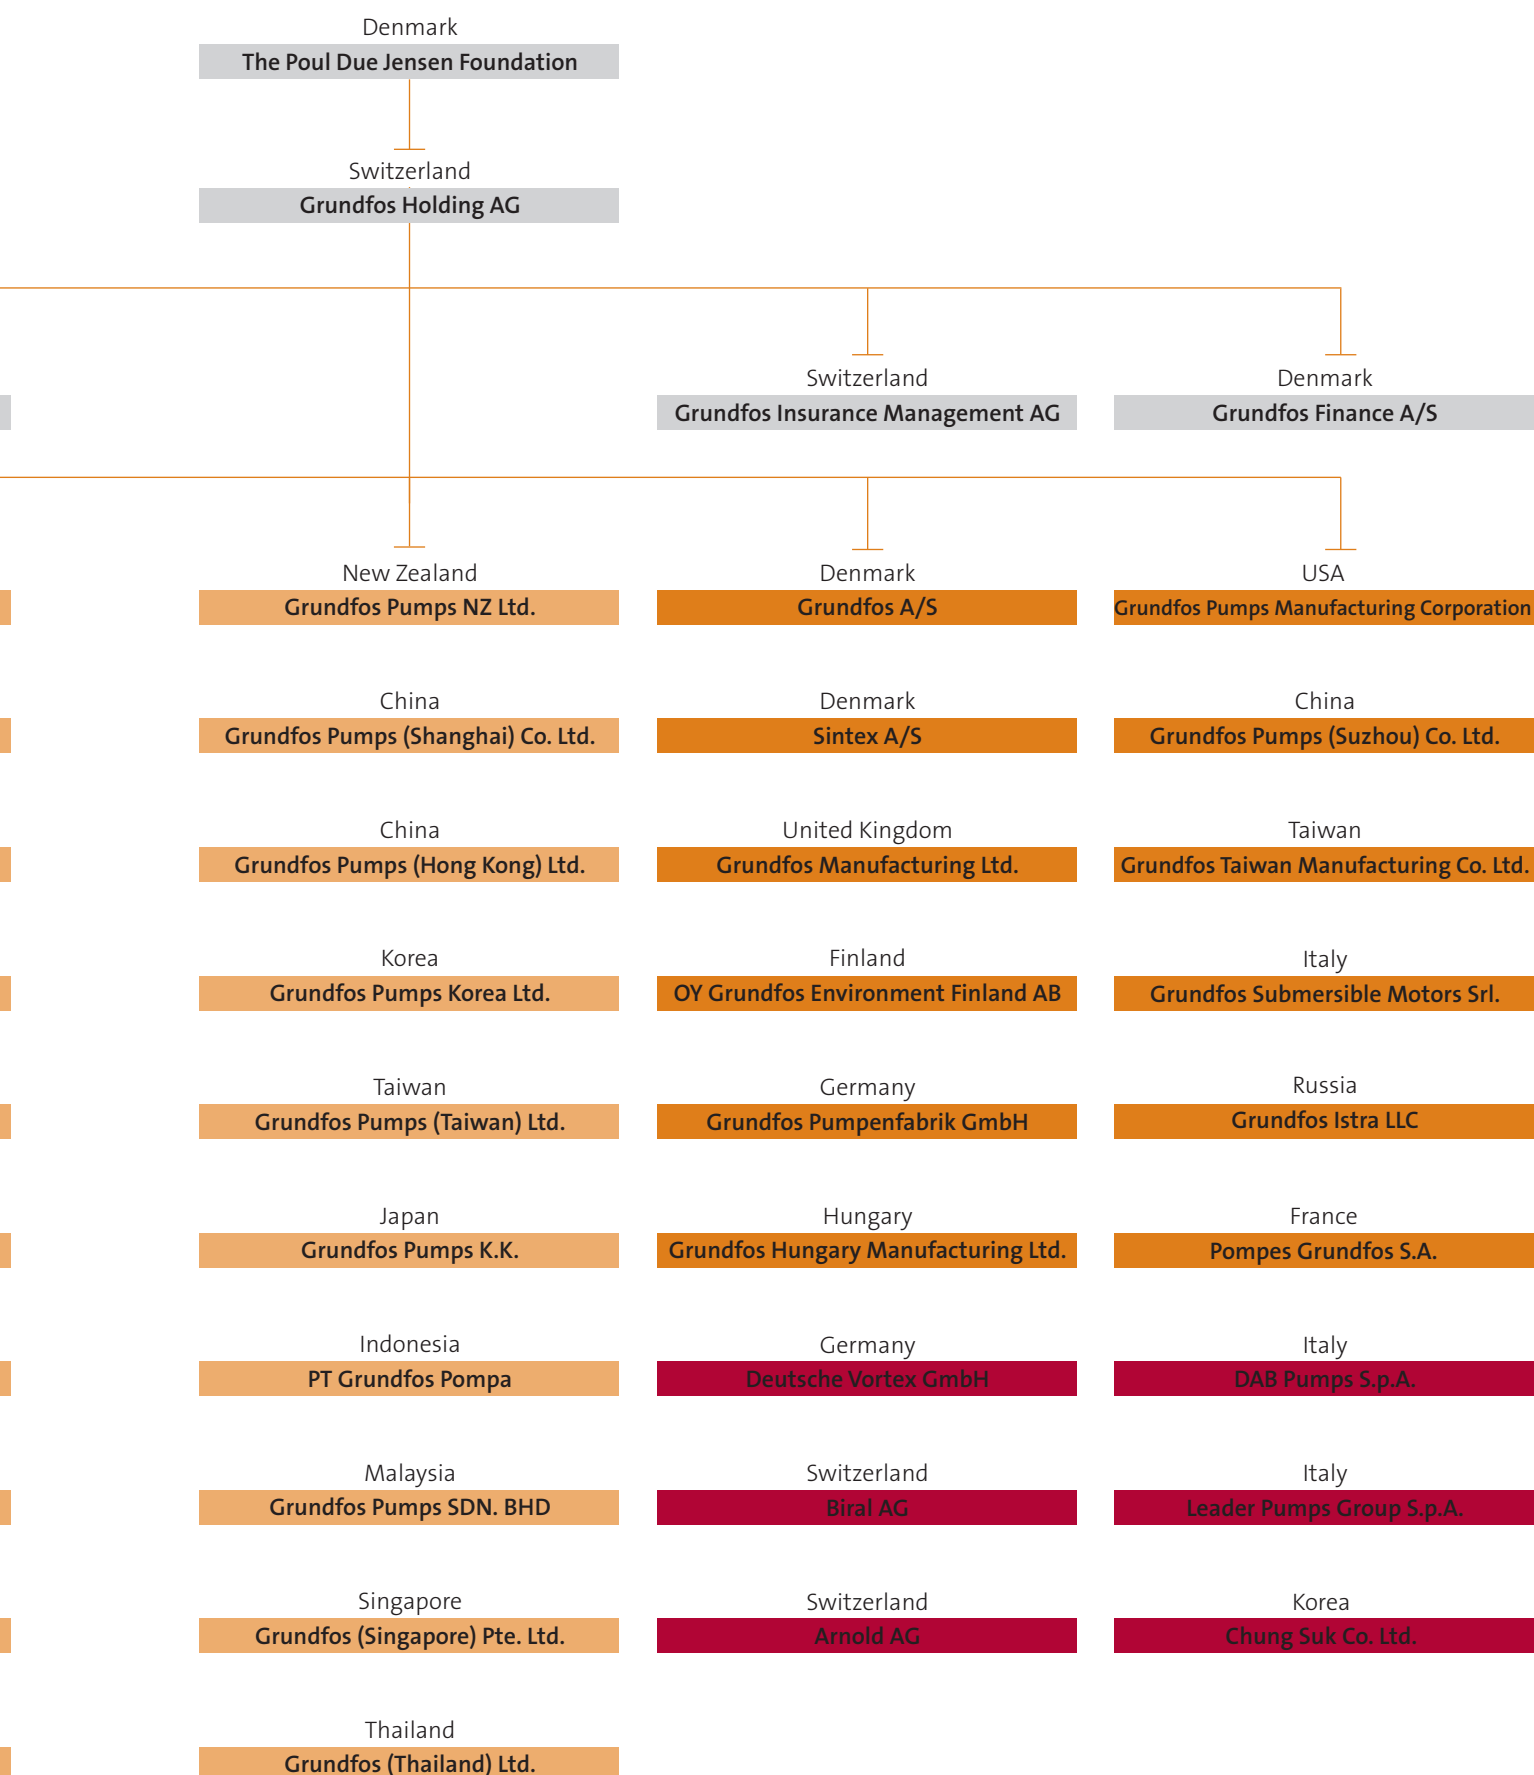 Denmark
The Poul Due Jensen Foundation
Switzerland
Grundfos Holding AG
Switzerland
Grundfos Insurance Management AG
Denmark
Grundfos Finance A/S
New Zealand
Grundfos Pumps NZ Ltd.
China
Grundfos Pumps (Shanghai) Co. Ltd.
China
Grundfos Pumps (Hong Kong) Ltd.
Korea
Grundfos Pumps Korea Ltd.
Taiwan
Grundfos Pumps (Taiwan) Ltd.
Japan
Grundfos Pumps K.K.
Indonesia
PT Grundfos Pompa
Malaysia
Grundfos Pumps SDN. BHD
Singapore
Grundfos (Singapore) Pte. Ltd.
Thailand
Grundfos (Thailand) Ltd.
Denmark
Grundfos A/S
Denmark
Sintex A/S
United Kingdom
Grundfos Manufacturing Ltd.
Finland
OY Grundfos Environment Finland AB
Germany
Grundfos Pumpenfabrik GmbH
Hungary
Grundfos Hungary Manufacturing Ltd.
Germany
Deutsche Vortex GmbH
Switzerland
Biral AG
Switzerland
Arnold AG
USA
Grundfos Pumps Manufacturing Corporation
China
Grundfos Pumps (Suzhou) Co. Ltd.
Taiwan
Grundfos Taiwan Manufacturing Co. Ltd.
Italy
Grundfos Submersible Motors Srl.
Russia
Grundfos Istra LLC
France
Pompes Grundfos S.A.
Italy
DAB Pumps S.p.A.
Italy
Leader Pumps Group S.p.A.
Korea
Chung Suk Co. Ltd.